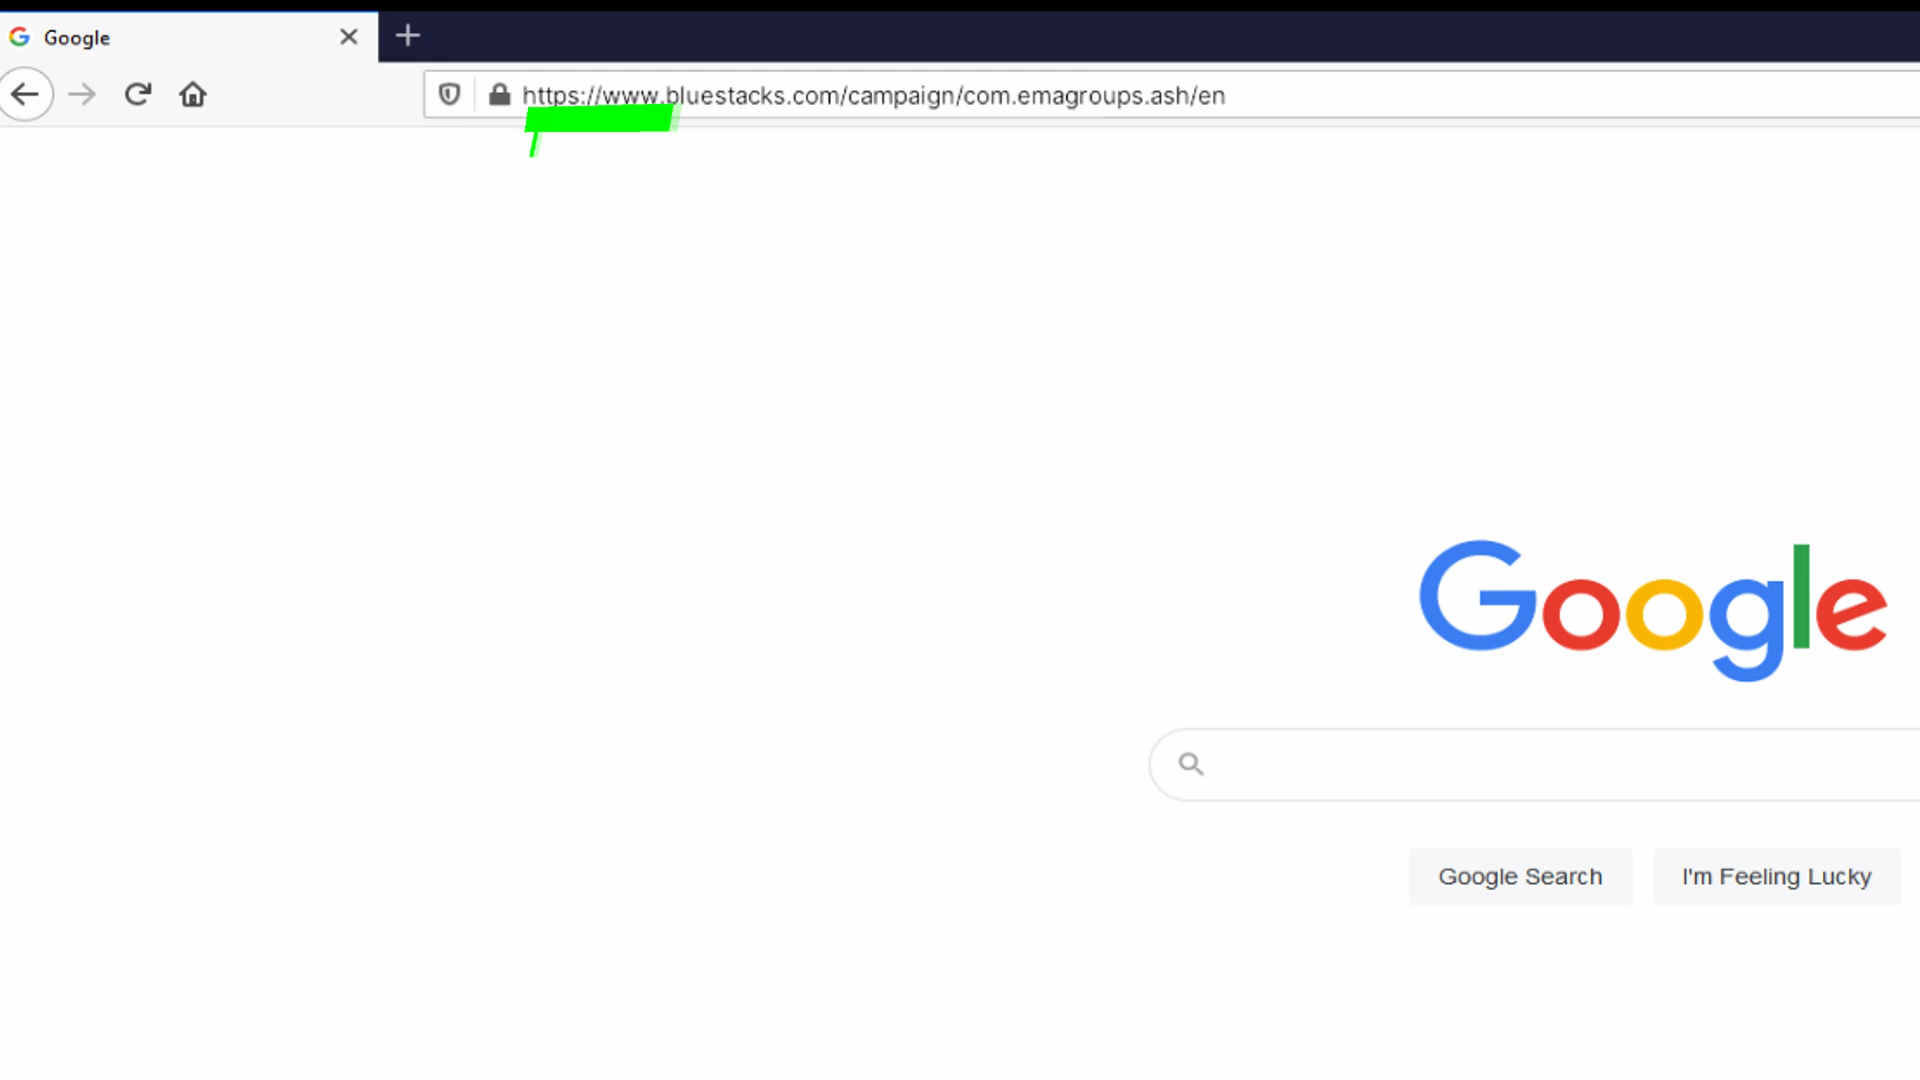 Google
https://www.bluestacks.com/campaign/com.emagroups.ash/en
Google
Google Search
I'm Feeling Lucky